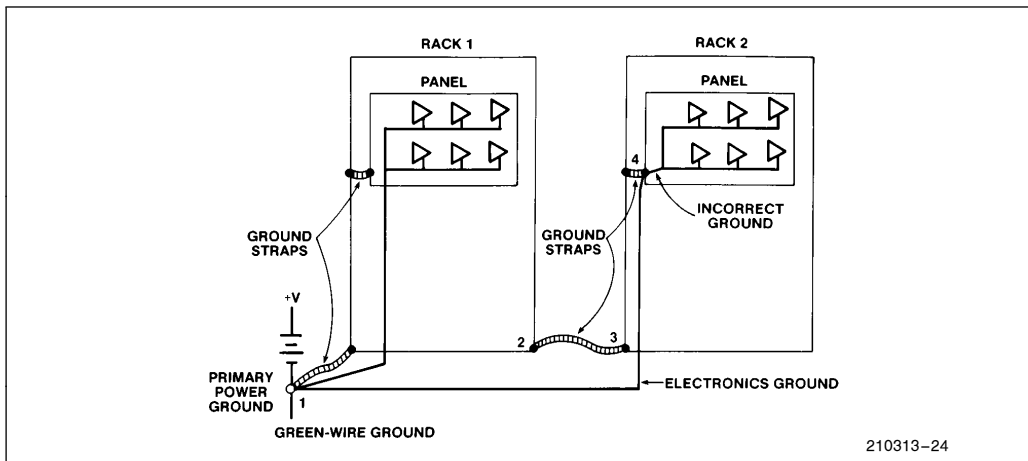 RACK 1
RACK 2
PANEL
PANEL
4
INCORRECT
GROUND
GROUND
STRAPS
GROUND
STRAPS
+V
2
3
PRIMARY
POWER
GROUND
1
ELECTRONICS GROUND
GREEN-WIRE GROUND
210313–24